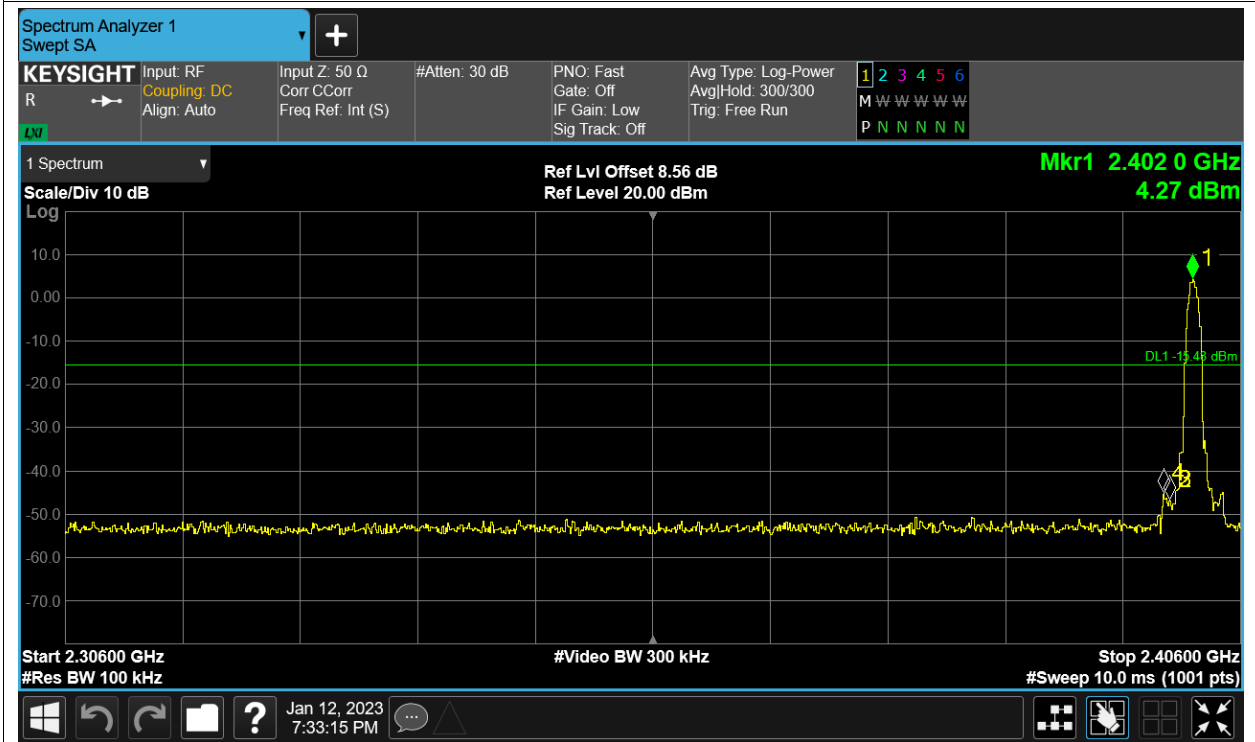 Spectrum Analyzer 1
Swept SA
+
KEYSIGHT
R
LXI
Input: RF
Coupling: DC
Align: Auto
Input Z: 50 Ω
Corr CCorr
Freq Ref: Int (S)
#Atten: 30 dB
PNO: Fast
Gate: Off
IF Gain: Low
Sig Track: Off
Avg Type: Log-Power
Avg|Hold: 300/300
Trig: Free Run
1 2 3 4 5 6
M W W W W W
P N N N N N
1 Spectrum
Scale/Div 10 dB
Log
Ref Lvl Offset 8.56 dB
Ref Level 20.00 dBm
Mkr1 2.402 0 GHz
4.27 dBm
10.0
0.00
-10.0
-20.0
-30.0
-40.0
-50.0
-60.0
-70.0
1
DL1 -15.43 dBm
4
Start 2.30600 GHz
#Res BW 100 kHz
#Video BW 300 kHz
Stop 2.40600 GHz
#Sweep 10.0 ms (1001 pts)
?
Jan 12, 2023
7:33:15 PM